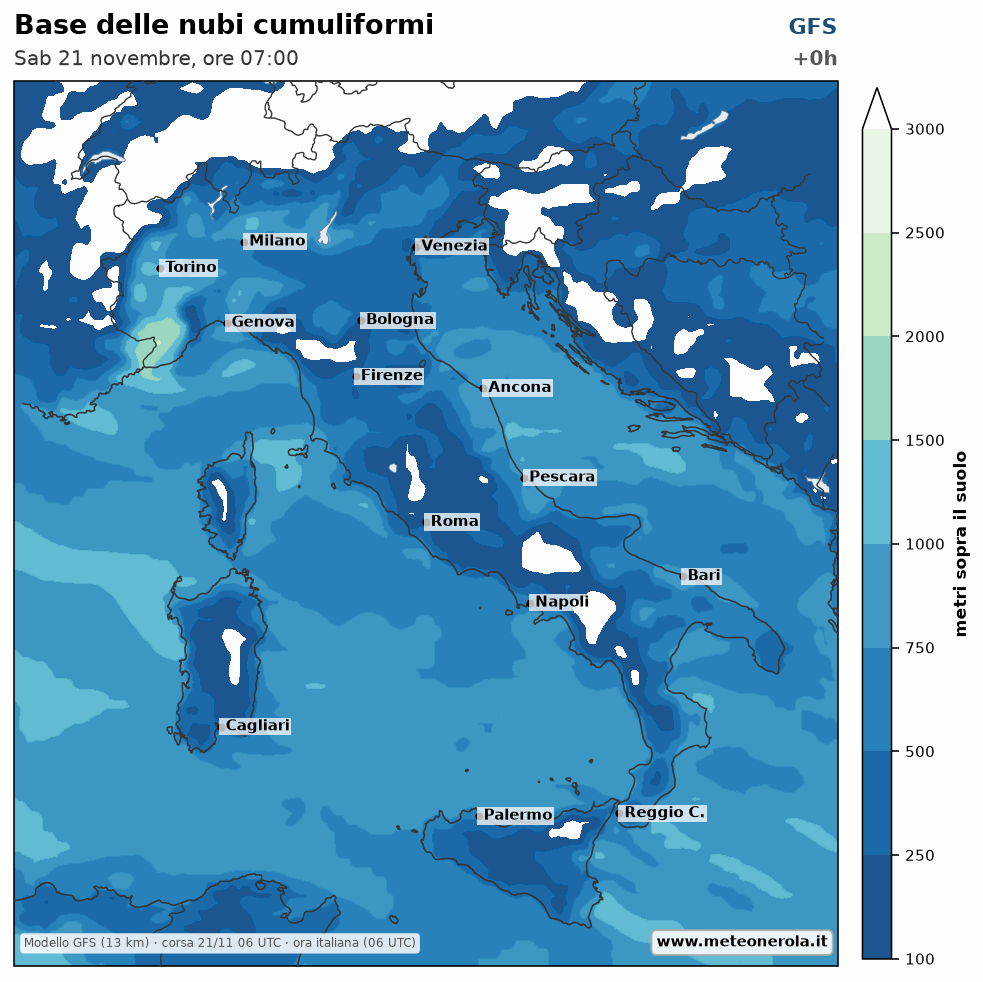 Base delle nubi cumuliformi
GFS
Sab 21 novembre, ore 07:00
+0h
3000
2500
2000
1500
1000
750
500
250
100
metri sopra il suolo
Milano
Venezia
Torino
Genova
Bologna
Firenze
Ancona
Pescara
Roma
Bari
Napoli
Cagliari
Palermo
Reggio C.
Modello GFS (13 km) · corsa 21/11 06 UTC · ora italiana (06 UTC)
www.meteonerola.it